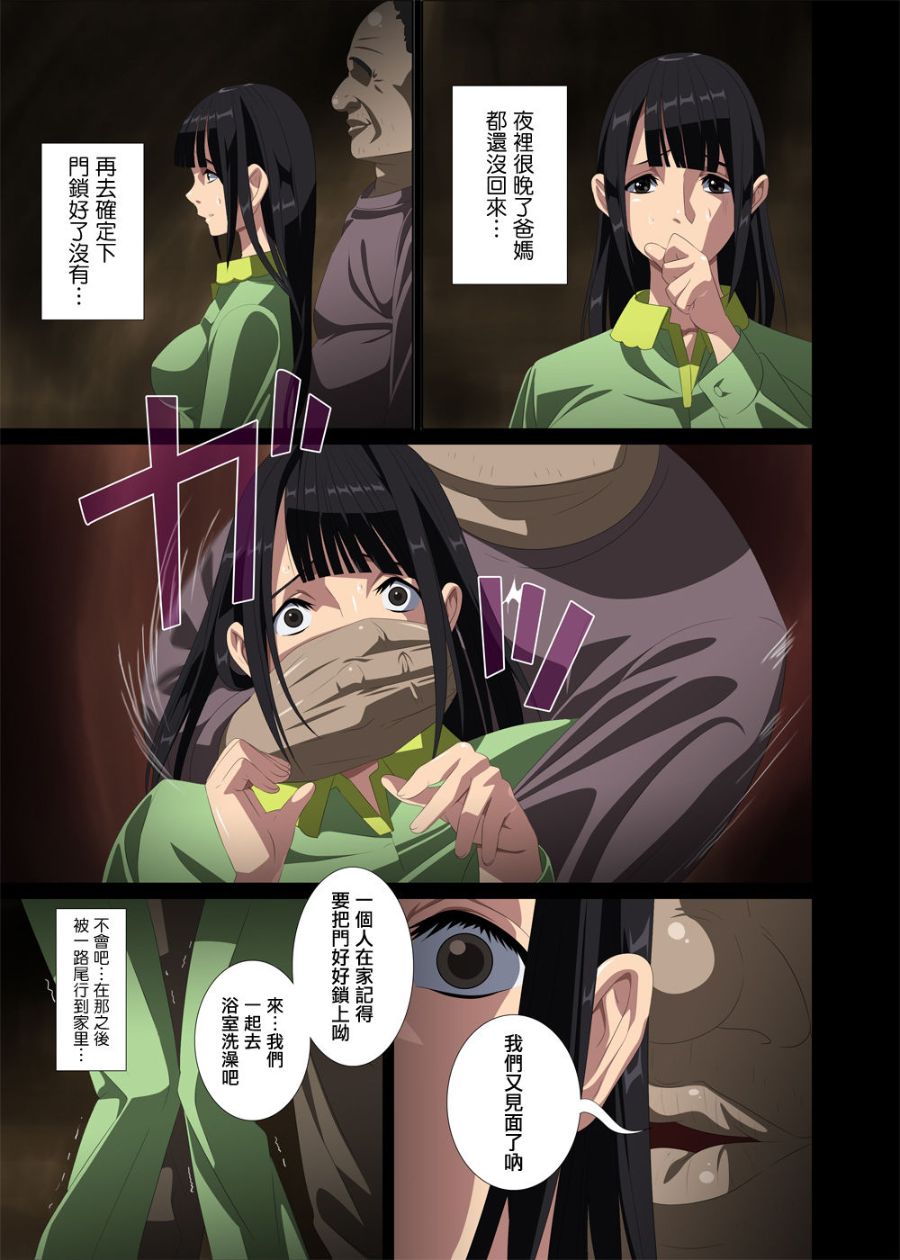 夜裡很晚了爸媽
都還沒回來…
再去確定下
門鎖好了沒有…
ガッ
我們又見面了吶
一個人在家記得
要把門好好鎖上呦
來…我們
一起去
浴室洗澡吧
不會吧…在那之後
被一路尾行到家里…